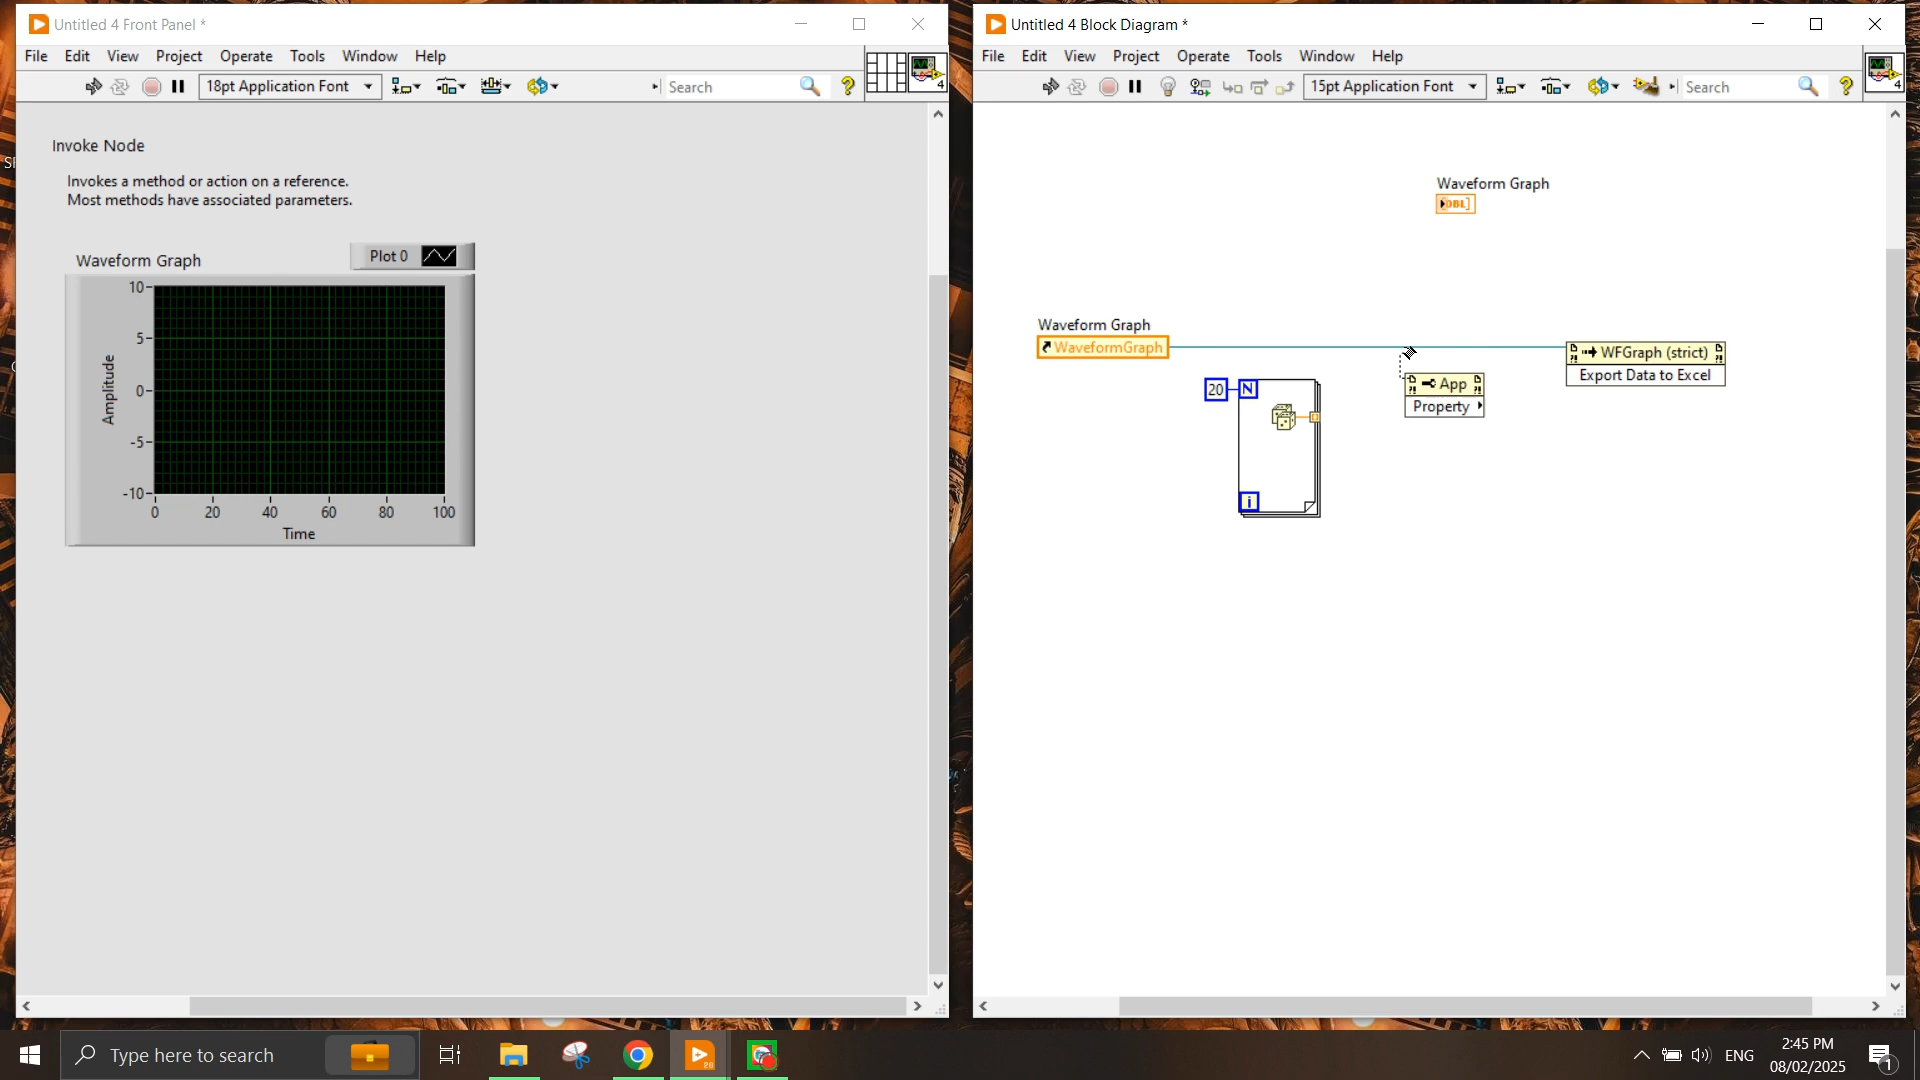 Untitled 4 Front Panel *
File Edit View Project Operate Tools Window Help
18pt Application Font
Search
4
Invoke Node
Invokes a method or action on a reference.
Most methods have associated parameters.
Waveform Graph
Plot 0
10
5
0
-5
-10
Amplitude
0 20 40 60 80 100
Time
Untitled 4 Block Diagram *
File Edit View Project Operate Tools Window Help
15pt Application Font
Search
4
Waveform Graph
DBL
Waveform Graph
WaveformGraph
20
N
i
App
Property
WFGraph (strict)
Export Data to Excel
Type here to search
ENG
2:45 PM
08/02/2025
1